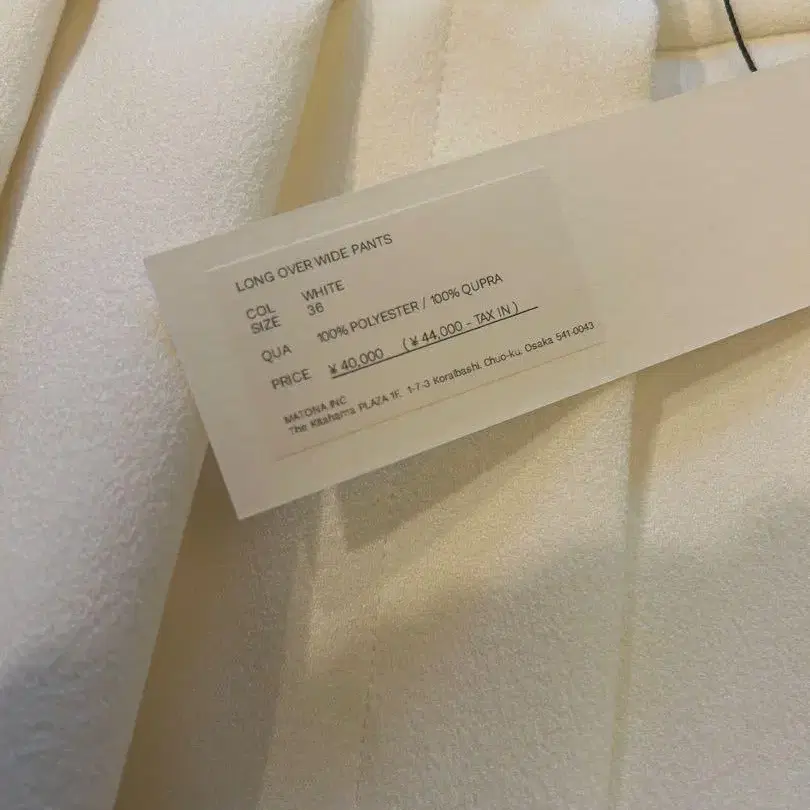 LONG OVER WIDE PANTS
COL WHITE
SIZE 36
QUA 100% POLYESTER / 100% QUPRA
PRICE ¥40,000 (¥44,000 - TAX IN)
MATONA INC
The Kitahama PLAZA 1F, 1-7-3 Koraibashi, Chuo-ku, Osaka 541-0043